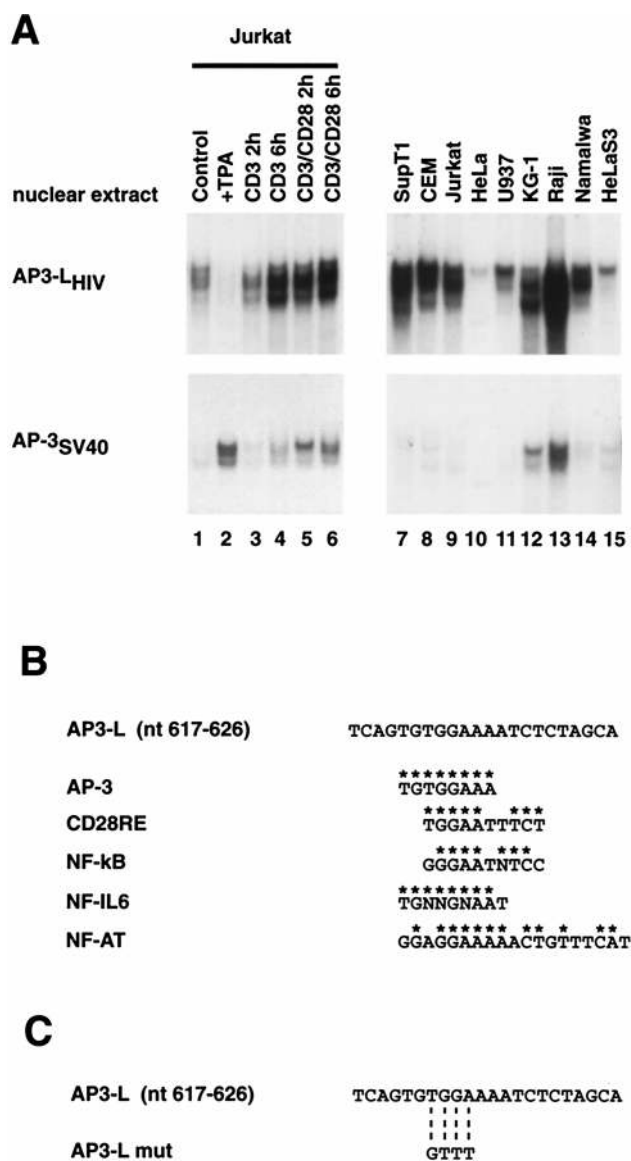 A
Jurkat
nuclear extract
Control
+TPA
CD3 2h
CD3 6h
CD3/CD28 2h
CD3/CD28 6h
SupT1
CEM
Jurkat
HeLa
U937
KG-1
Raji
Namalwa
HeLaS3
AP3-LHIV
AP-3SV40
1 2 3 4 5 6 7 8 9 10 11 12 13 14 15
B
AP3-L (nt 617-626) TCAGTGTGGAAAATCTCTAGCA
********
AP-3 TGTGGAAA
***** ***
CD28RE TGGAATTTCT
**** ***
NF-kB GGGAATNTCC
********
NF-IL6 TGNNGNAAT
* ****** ** * **
NF-AT GGAGGAAAAACTGTTTCAT
C
AP3-L (nt 617-626) TCAGTGTGGAAAATCTCTAGCA
AP3-L mut GTTT